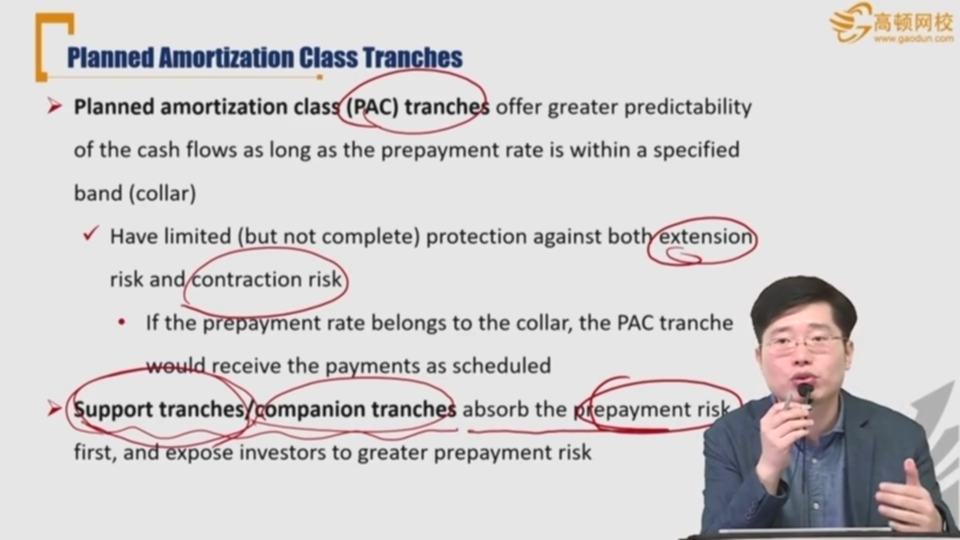 高顿网校
www.gaodun.com
Planned Amortization Class Tranches
Planned amortization class (PAC) tranches offer greater predictability
of the cash flows as long as the prepayment rate is within a specified
band (collar)
Have limited (but not complete) protection against both extension
risk and contraction risk
If the prepayment rate belongs to the collar, the PAC tranche
would receive the payments as scheduled
Support tranches/companion tranches absorb the prepayment risk
first, and expose investors to greater prepayment risk